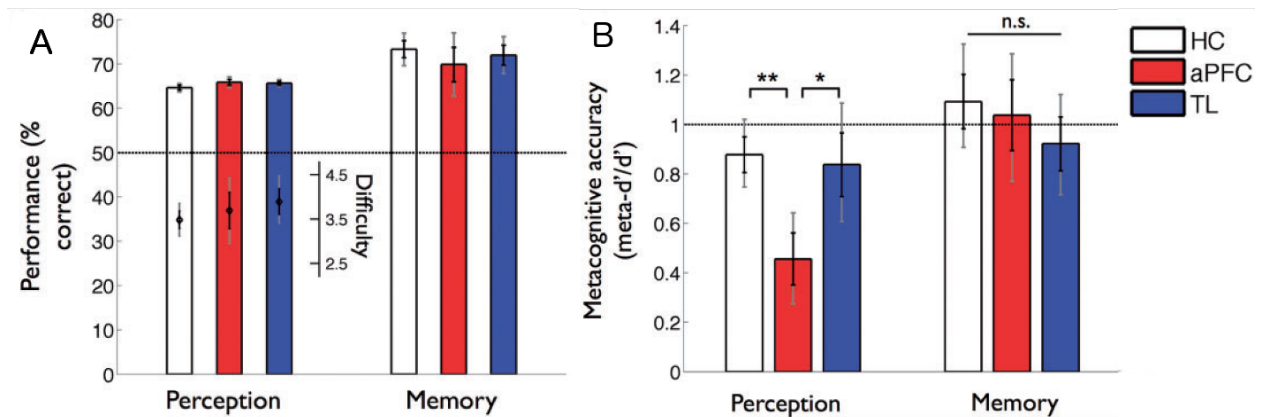 A
Performance (%
correct)
80
70
60
50
40
30
20
10
0
4.5
3.5
2.5
Difficulty
Perception
Memory
B
Metacognitive accuracy
(meta-d'/d')
1.4
1.2
1
0.8
0.6
0.4
0.2
0
**
*
n.s.
Perception
Memory
HC
aPFC
TL